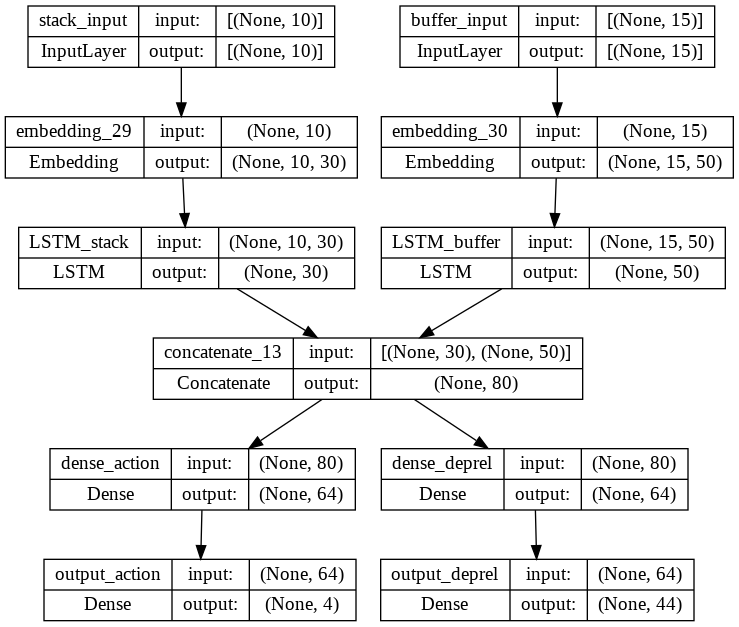 stack_input input: [(None, 10)]
InputLayer output: [(None, 10)]
buffer_input input: [(None, 15)]
InputLayer output: [(None, 15)]
embedding_29 input: (None, 10)
Embedding output: (None, 10, 30)
embedding_30 input: (None, 15)
Embedding output: (None, 15, 50)
LSTM_stack input: (None, 10, 30)
LSTM output: (None, 30)
LSTM_buffer input: (None, 15, 50)
LSTM output: (None, 50)
concatenate_13 input: [(None, 30), (None, 50)]
Concatenate output: (None, 80)
dense_action input: (None, 80)
Dense output: (None, 64)
dense_deprel input: (None, 80)
Dense output: (None, 64)
output_action input: (None, 64)
Dense output: (None, 4)
output_deprel input: (None, 64)
Dense output: (None, 44)